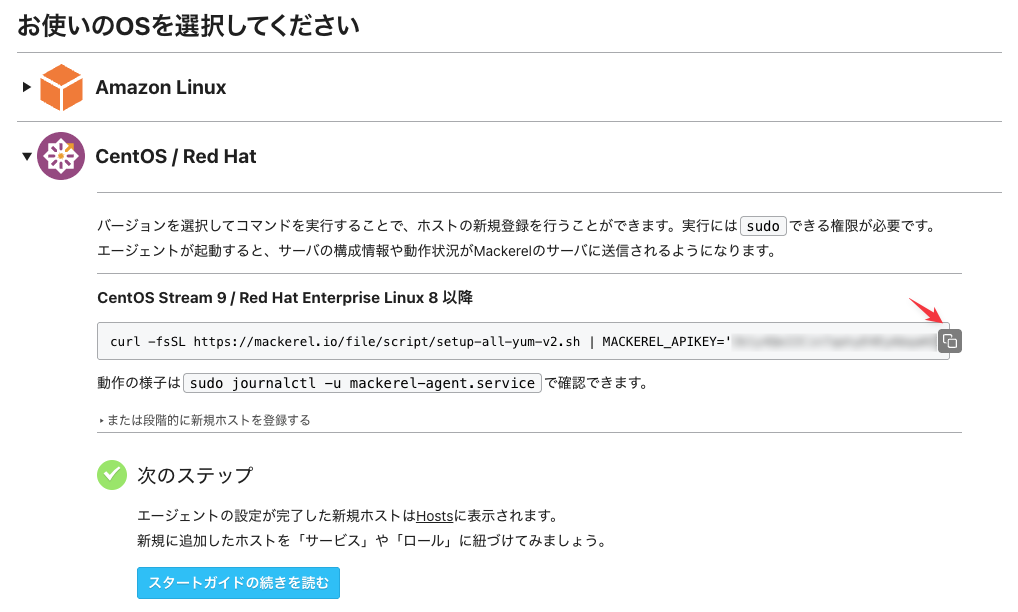 お使いのOSを選択してください
Amazon Linux
CentOS / Red Hat
バージョンを選択してコマンドを実行することで、ホストの新規登録を行うことができます。実行には sudo できる権限が必要です。
エージェントが起動すると、サーバの構成情報や動作状況がMackerelのサーバに送信されるようになります。
CentOS Stream 9 / Red Hat Enterprise Linux 8 以降
curl -fsSL https://mackerel.io/file/script/setup-all-yum-v2.sh | MACKEREL_APIKEY='
動作の様子は sudo journalctl -u mackerel-agent.service で確認できます。
または段階的に新規ホストを登録する
次のステップ
エージェントの設定が完了した新規ホストはHostsに表示されます。
新規に追加したホストを「サービス」や「ロール」に紐づけてみましょう。
スタートガイドの続きを読む